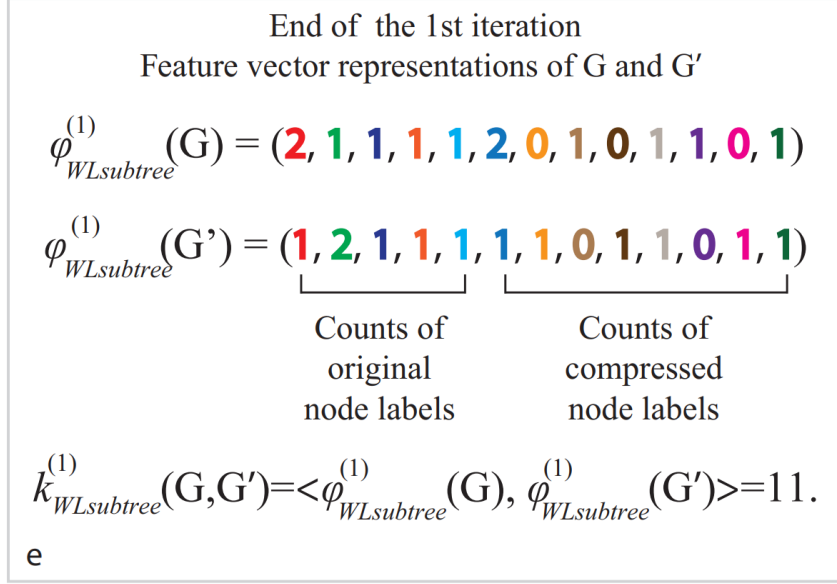 End of the 1st iteration
Feature vector representations of G and G′
φ(1)WLsubtree(G) = (2, 1, 1, 1, 1, 2, 0, 1, 0, 1, 1, 0, 1)
φ(1)WLsubtree(G’) = (1, 2, 1, 1, 1, 1, 1, 0, 1, 1, 0, 1, 1)
Counts of original node labels
Counts of compressed node labels
k(1)WLsubtree(G,G′)=<φ(1)WLsubtree(G), φ(1)WLsubtree(G′)>=11.
e